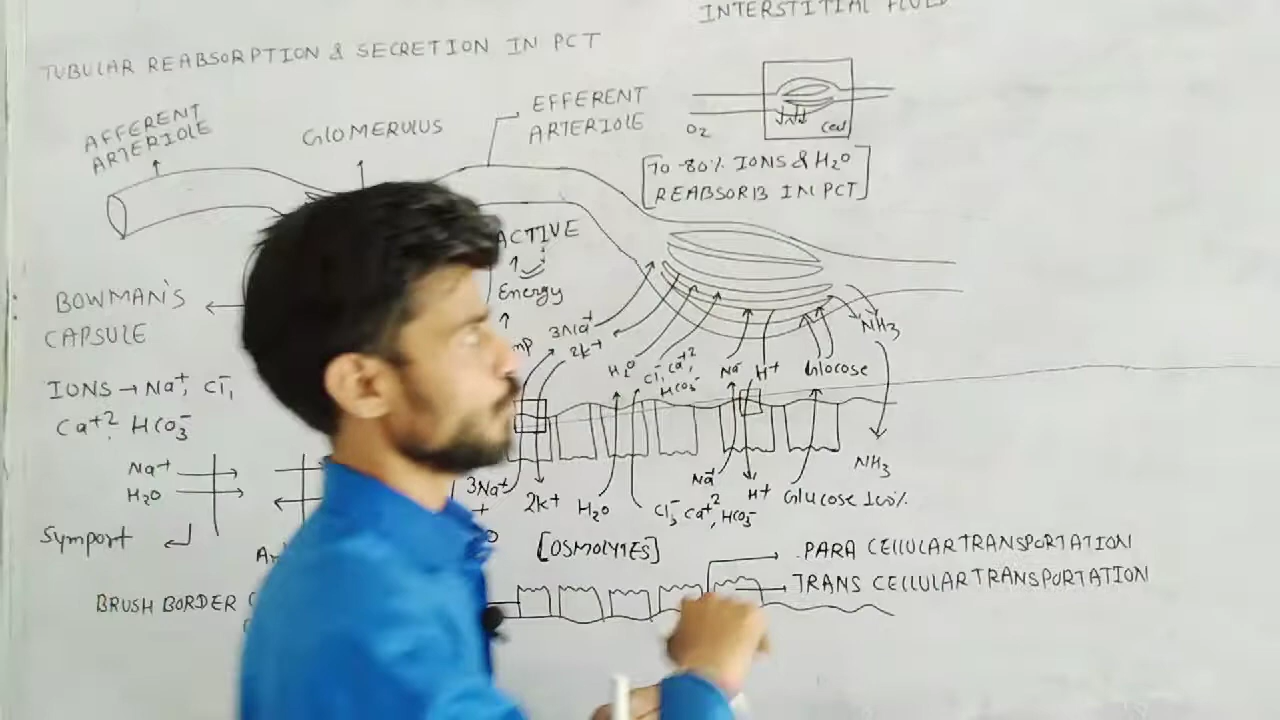 INTERSTITIAL FLUID
TUBULAR REABSORPTION & SECRETION IN PCT
AFFERENT
ARTERIOLE
GLOMERULUS
EFFERENT
ARTERIOLE
O2
Cell
[70-80% IONS & H2O
REABSORB IN PCT]
ACTIVE
Energy
BOWMAN'S
CAPSULE
3Na+
2K+
H2O
Cl-, Ca+2,
HCO3-
Na+
H+
Glocose
NH3
IONS → Na+, Cl-,
Ca+2, HCO3-
Na+
H2O
Symport
3Na+
+
2K+
H2O
Cl-, Ca+2, HCO3-
Na+
H+
Glucose 100%
NH3
[OSMOLYTES]
PARA CELLULAR TRANSPORTATION
TRANS CELLULAR TRANSPORTATION
BRUSH BORDER